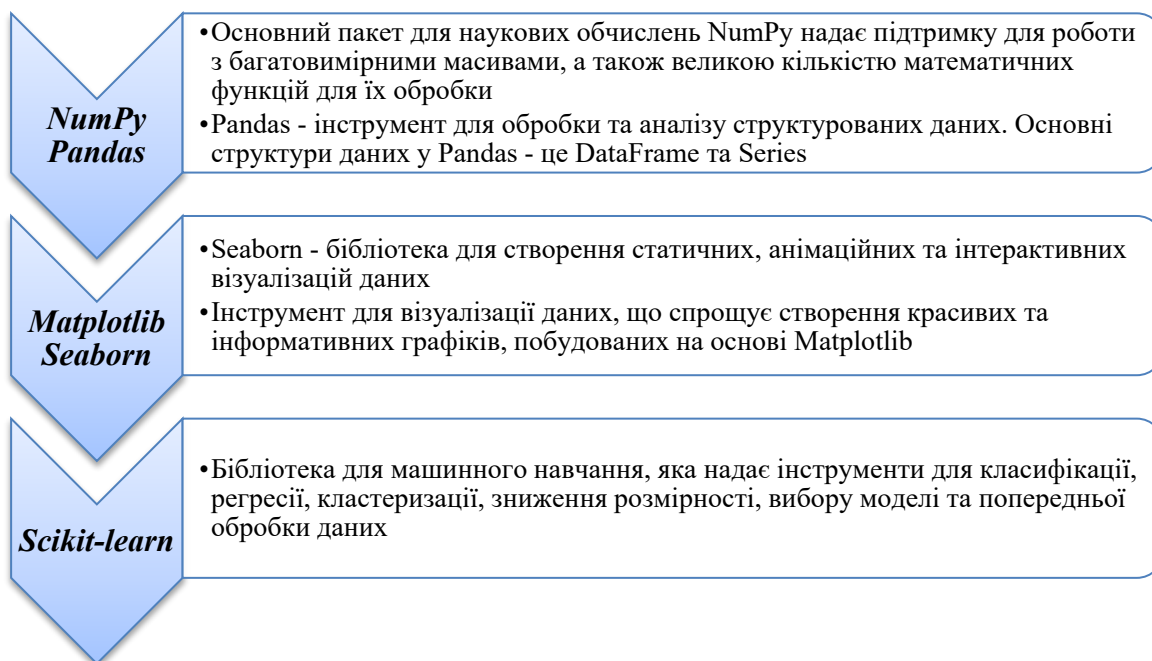 NumPy
Pandas
•Основний пакет для наукових обчислень NumPy надає підтримку для роботи
з багатовимірними масивами, а також великою кількістю математичних
функцій для їх обробки
•Pandas - інструмент для обробки та аналізу структурованих даних. Основні
структури даних у Pandas - це DataFrame та Series
Matplotlib
Seaborn
•Seaborn - бібліотека для створення статичних, анімаційних та інтерактивних
візуалізацій даних
•Інструмент для візуалізації даних, що спрощує створення красивих та
інформативних графіків, побудованих на основі Matplotlib
Scikit-learn
•Бібліотека для машинного навчання, яка надає інструменти для класифікації,
регресії, кластеризації, зниження розмірності, вибору моделі та попередньої
обробки даних